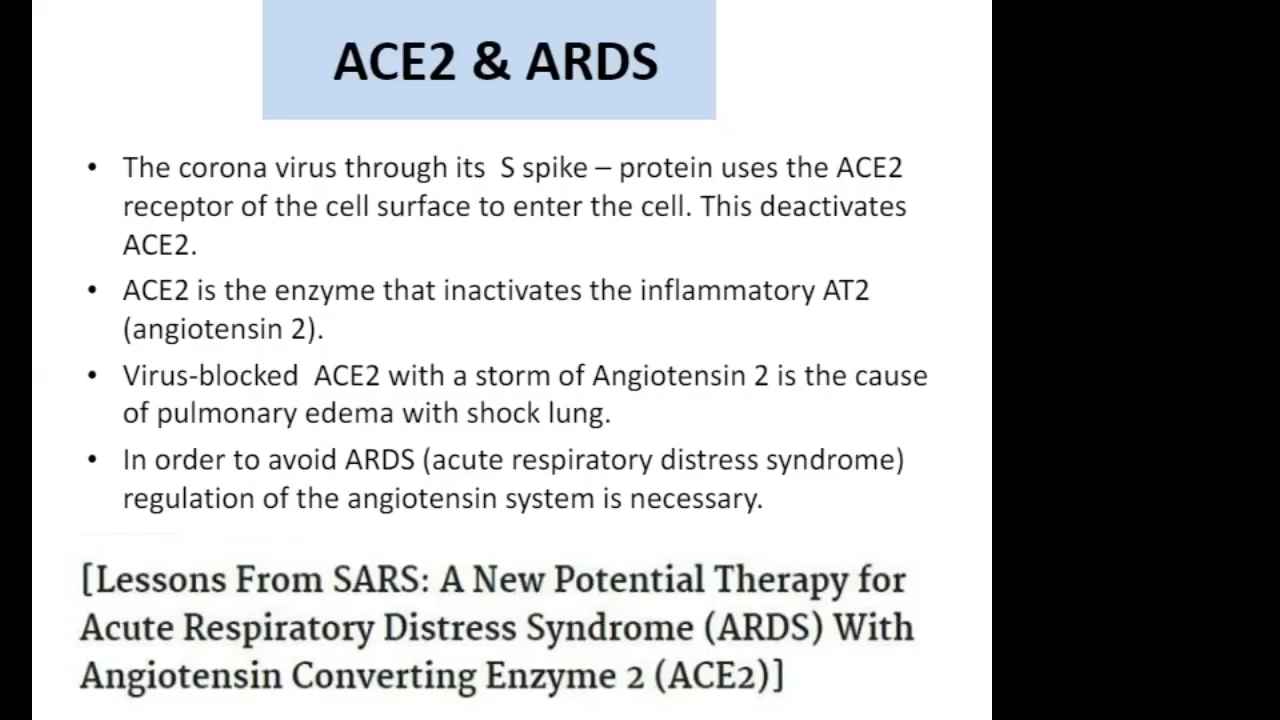 ACE2 & ARDS
• The corona virus through its S spike – protein uses the ACE2
receptor of the cell surface to enter the cell. This deactivates
ACE2.
• ACE2 is the enzyme that inactivates the inflammatory AT2
(angiotensin 2).
• Virus-blocked ACE2 with a storm of Angiotensin 2 is the cause
of pulmonary edema with shock lung.
• In order to avoid ARDS (acute respiratory distress syndrome)
regulation of the angiotensin system is necessary.
[Lessons From SARS: A New Potential Therapy for
Acute Respiratory Distress Syndrome (ARDS) With
Angiotensin Converting Enzyme 2 (ACE2)]